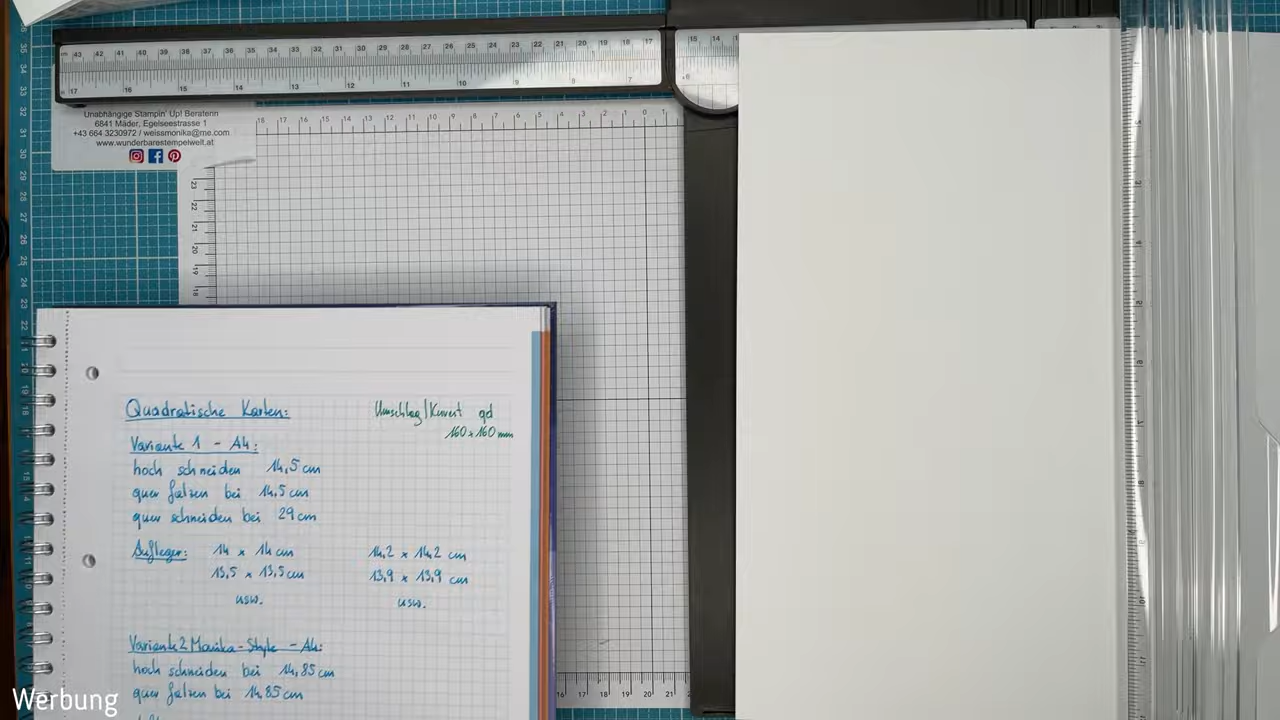 Unabhängige Stampin' Up! Beraterin
6841 Mäder, Egelseestrasse 1
+43 664 3230972 / weissmonika@me.com
www.wunderbarestempelwelt.at
Quadratische Karten:
Umschlag/Kuvert qd
160 x 160 mm
Variante 1 - A4:
hoch schneiden 14,5 cm
quer falzen bei 14,5 cm
quer schneiden bei 29 cm
Aufleger: 14 x 14 cm 14,2 x 14,2 cm
13,5 x 13,5 cm 13,9 x 13,9 cm
usw. usw.
Variante 2 Monika-Style - A4:
hoch schneiden bei 14,85 cm
quer falzen bei 14,85 cm
Werbung